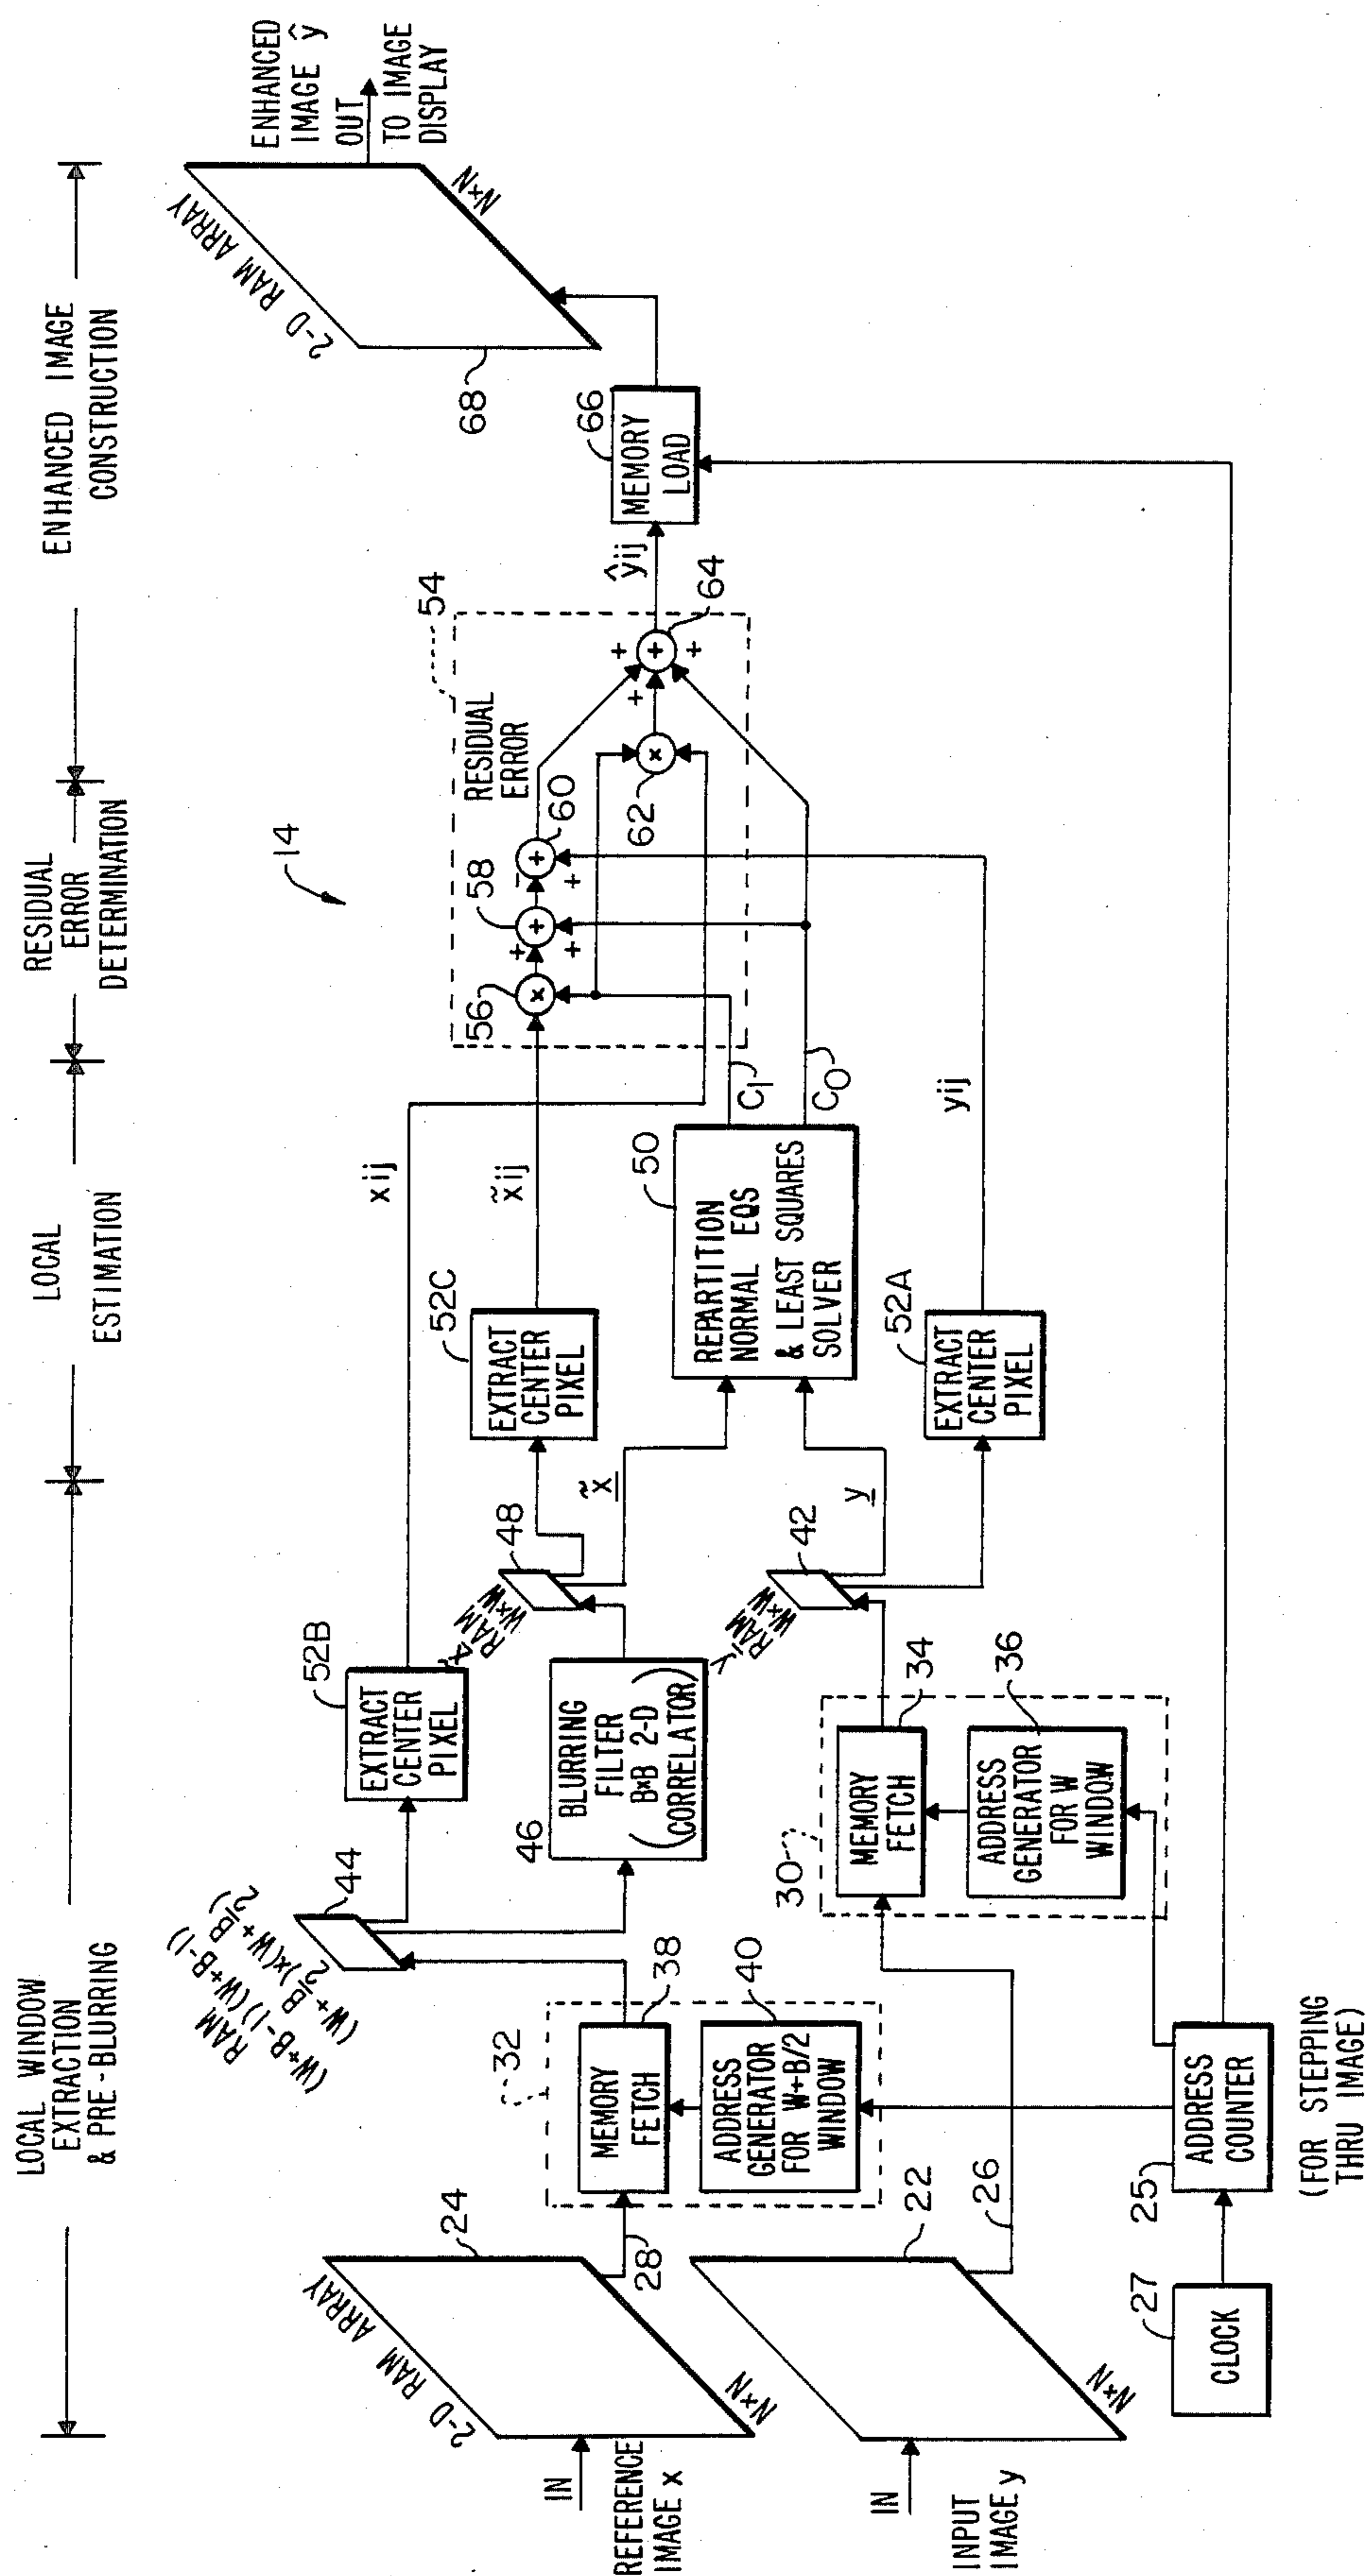 LOCAL WINDOW
EXTRACTION
& PRE-BLURRING
LOCAL
ESTIMATION
RESIDUAL
ERROR
DETERMINATION
ENHANCED IMAGE
CONSTRUCTION
14
IN
REFERENCE
IMAGE x
2-D RAM ARRAY
N×N
24
28
32
MEMORY
FETCH
38
ADDRESS
GENERATOR
FOR W+B/2
WINDOW
40
RAM
(W+B-1)(W+B-1)
(W+B/2)x(W+B/2)
44
EXTRACT
CENTER
PIXEL
52B
xij
46
BLURRING
FILTER
B×B 2-D
(CORRELATOR)
RAM
W×W
48
x̃
EXTRACT
CENTER
PIXEL
52C
x̃ij
IN
INPUT
IMAGE y
N×N
22
26
30
MEMORY
FETCH
34
ADDRESS
GENERATOR
FOR W
WINDOW
36
RAM
W×W
42
y
REPARTITION
NORMAL EQS
& LEAST SQUARES
SOLVER
50
C1
C0
EXTRACT
CENTER
PIXEL
52A
yij
54
RESIDUAL
ERROR
56
×
+
58
+
+
-
60
+
+
62
×
64
+
+
+
+
ŷij
MEMORY
LOAD
66
68
2-D RAM ARRAY
N×N
ENHANCED
IMAGE ŷ
OUT
TO IMAGE
DISPLAY
CLOCK
27
ADDRESS
COUNTER
25
(FOR STEPPING
THRU IMAGE)